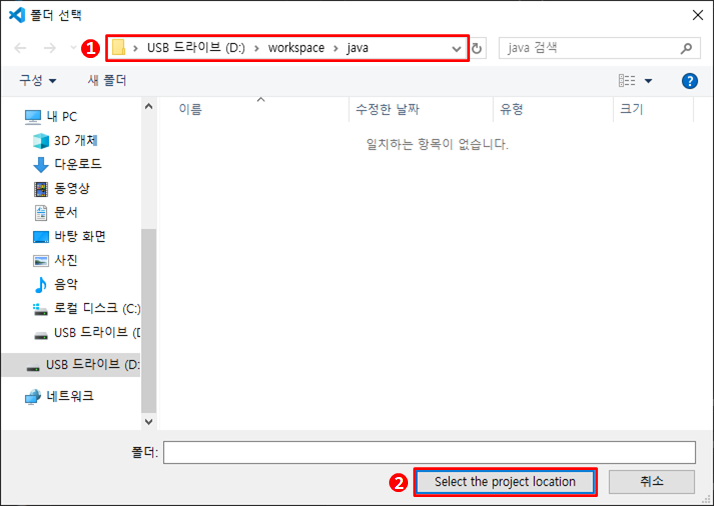 폴더 선택
1 USB 드라이브 (D:) workspace java java 검색
구성 새 폴더 ?
이름 수정한 날짜 유형 크기
일치하는 항목이 없습니다.
내 PC
3D 개체
다운로드
동영상
문서
바탕 화면
사진
음악
로컬 디스크 (C:)
USB 드라이브 (D
USB 드라이브 (D:
네트워크
폴더:
2 Select the project location 취소